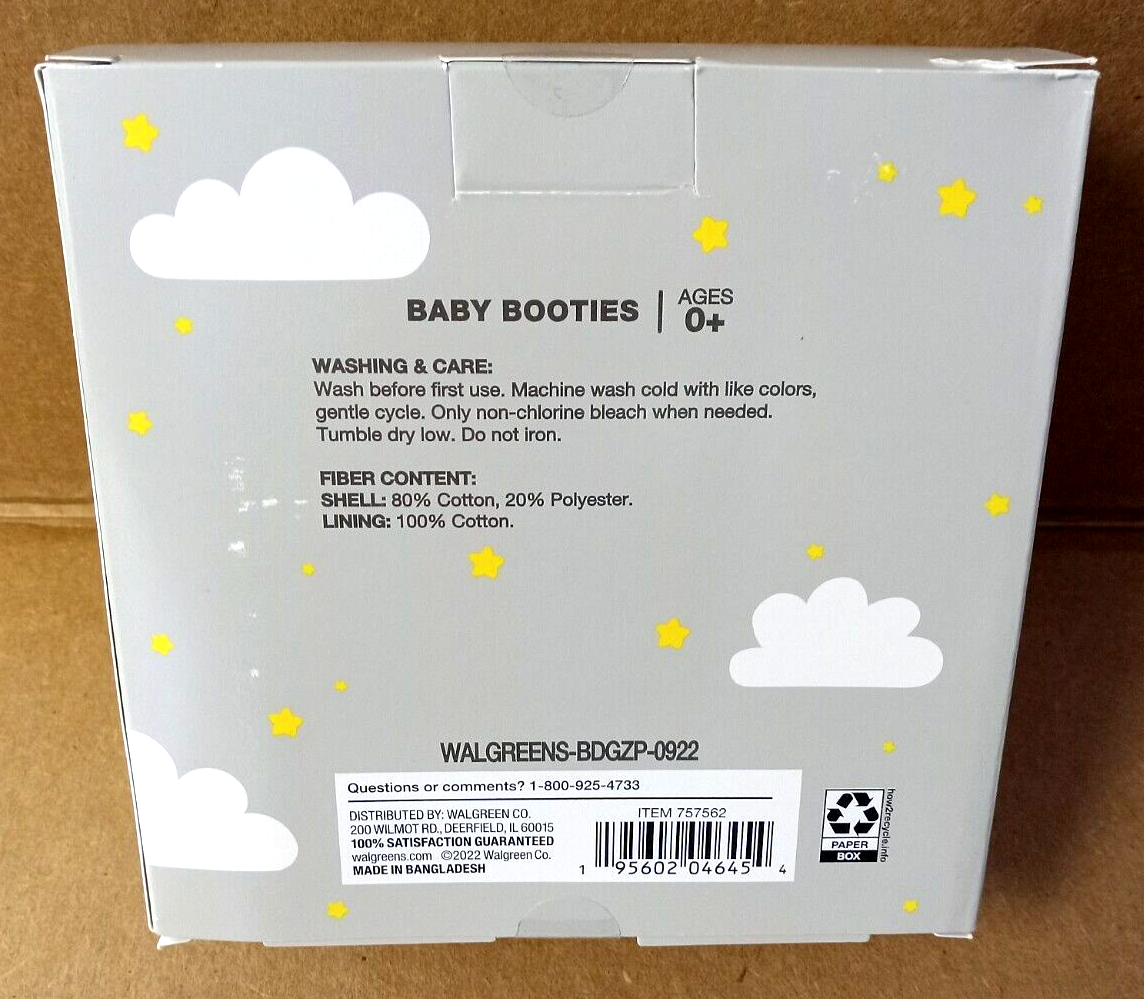 BABY BOOTIES | AGES 0+
WASHING & CARE:
Wash before first use. Machine wash cold with like colors,
gentle cycle. Only non-chlorine bleach when needed.
Tumble dry low. Do not iron.
FIBER CONTENT:
SHELL: 80% Cotton, 20% Polyester.
LINING: 100% Cotton.
WALGREENS-BDGZP-0922
Questions or comments? 1-800-925-4733
DISTRIBUTED BY: WALGREEN CO.
200 WILMOT RD., DEERFIELD, IL 60015
100% SATISFACTION GUARANTEED
walgreens.com ©2022 Walgreen Co.
MADE IN BANGLADESH
ITEM 757562
1 95602 04645 4
how2recycle.info
PAPER
BOX